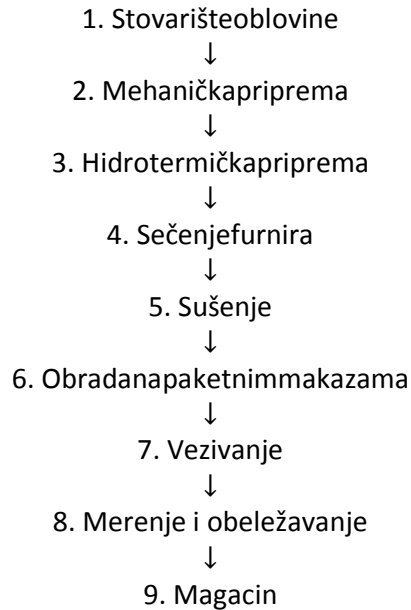 1. Stovarišteoblovine
↓
2. Mehaničkapriprema
↓
3. Hidrotermičkapriprema
↓
4. Sečenjefurnira
↓
5. Sušenje
↓
6. Obradanapaketnimmakazama
↓
7. Vezivanje
↓
8. Merenje i obeležavanje
↓
9. Magacin